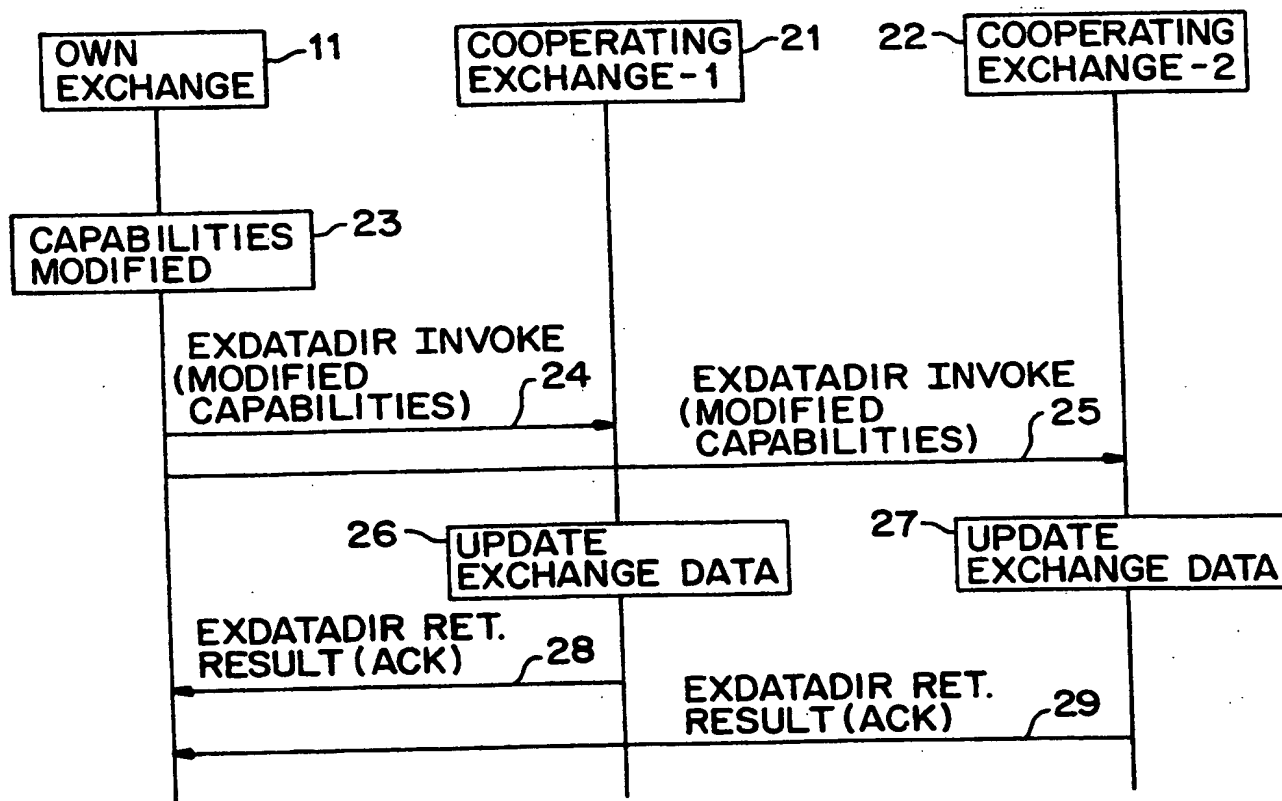 OWN
EXCHANGE
11
COOPERATING
EXCHANGE-1
21
22
COOPERATING
EXCHANGE-2
CAPABILITIES
MODIFIED
23
EXDATADIR INVOKE
(MODIFIED
CAPABILITIES)
24
EXDATADIR INVOKE
(MODIFIED
CAPABILITIES)
25
26
UPDATE
EXCHANGE DATA
27
UPDATE
EXCHANGE DATA
EXDATADIR RET.
RESULT (ACK)
28
EXDATADIR RET.
RESULT (ACK)
29